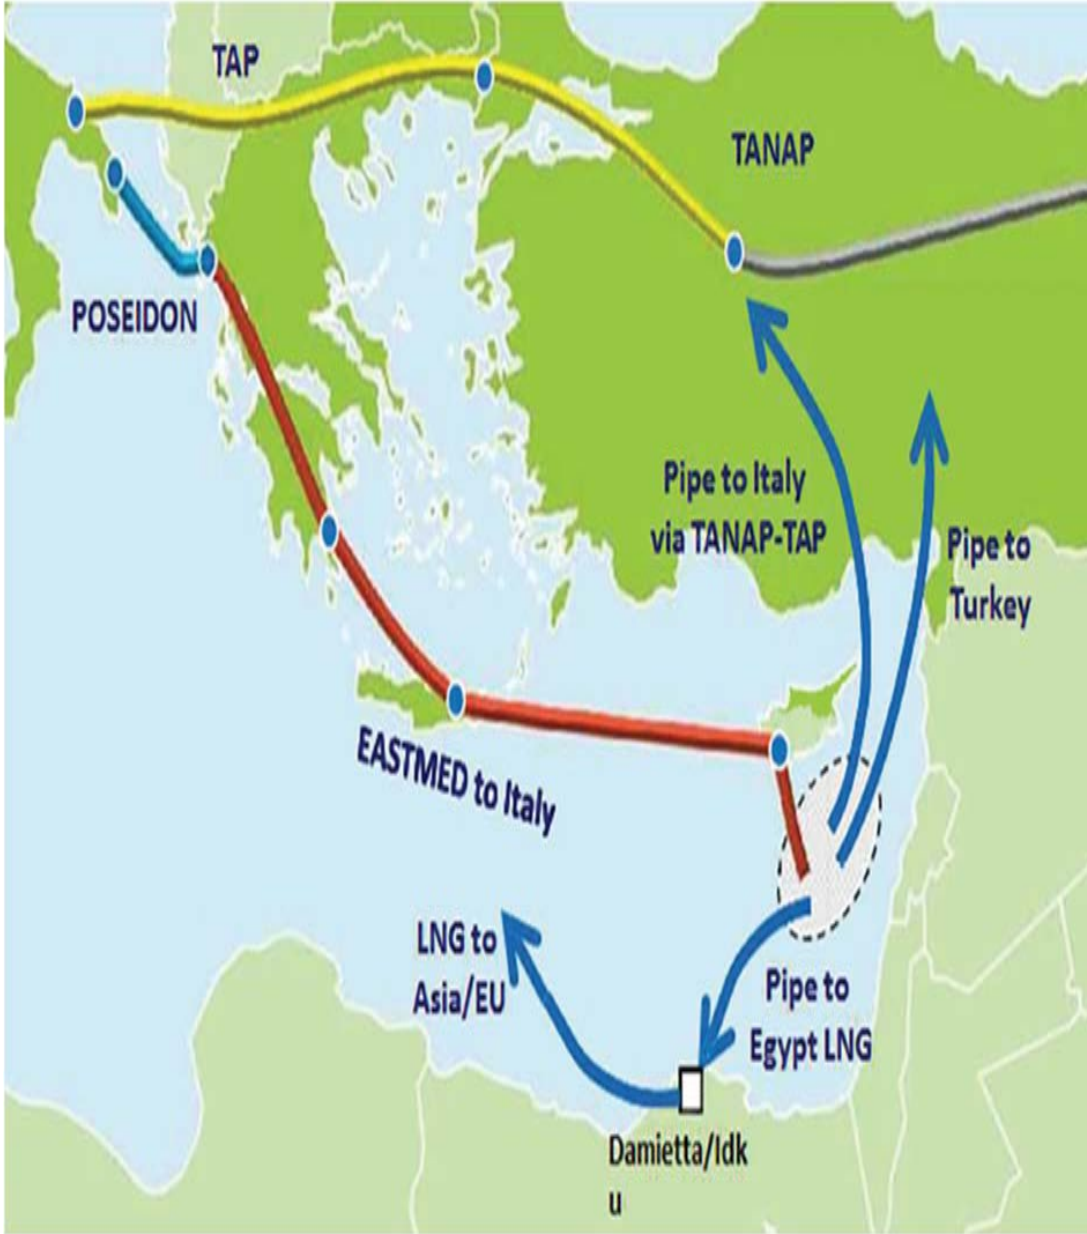 TAP
TANAP
POSEIDON
Pipe to Italy
via TANAP-TAP
Pipe to
Turkey
EASTMED to Italy
LNG to
Asia/EU
Pipe to
Egypt LNG
Damietta/Idk
u